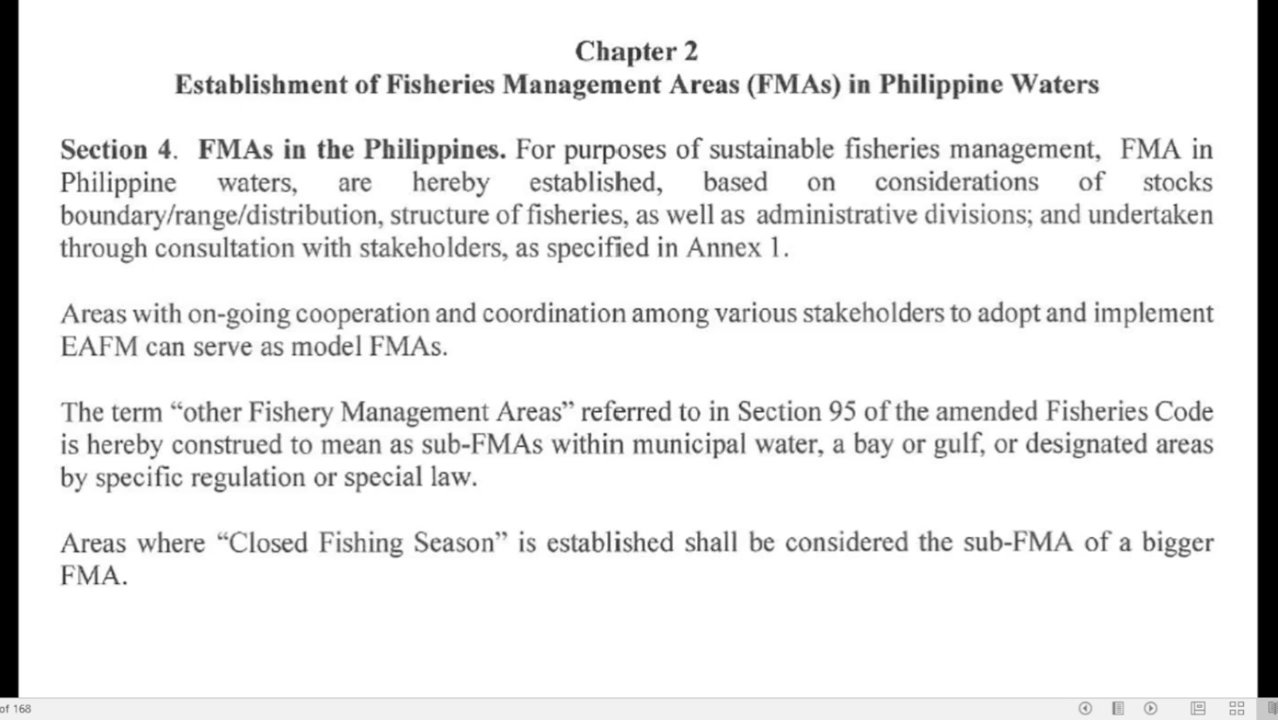 Chapter 2
Establishment of Fisheries Management Areas (FMAs) in Philippine Waters
Section 4. FMAs in the Philippines. For purposes of sustainable fisheries management, FMA in
Philippine waters, are hereby established, based on considerations of stocks
boundary/range/distribution, structure of fisheries, as well as administrative divisions; and undertaken
through consultation with stakeholders, as specified in Annex 1.
Areas with on-going cooperation and coordination among various stakeholders to adopt and implement
EAFM can serve as model FMAs.
The term “other Fishery Management Areas” referred to in Section 95 of the amended Fisheries Code
is hereby construed to mean as sub-FMAs within municipal water, a bay or gulf, or designated areas
by specific regulation or special law.
Areas where “Closed Fishing Season” is established shall be considered the sub-FMA of a bigger
FMA.
of 168